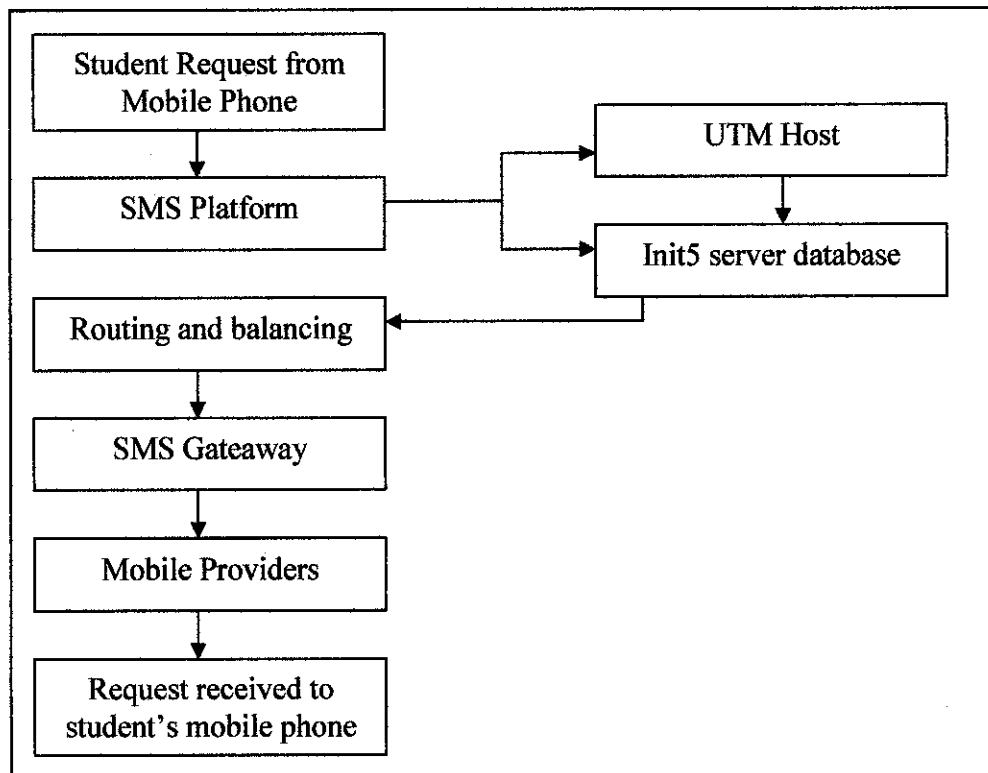 Student Request from
Mobile Phone
UTM Host
SMS Platform
Init5 server database
Routing and balancing
SMS Gateaway
Mobile Providers
Request received to
student's mobile phone